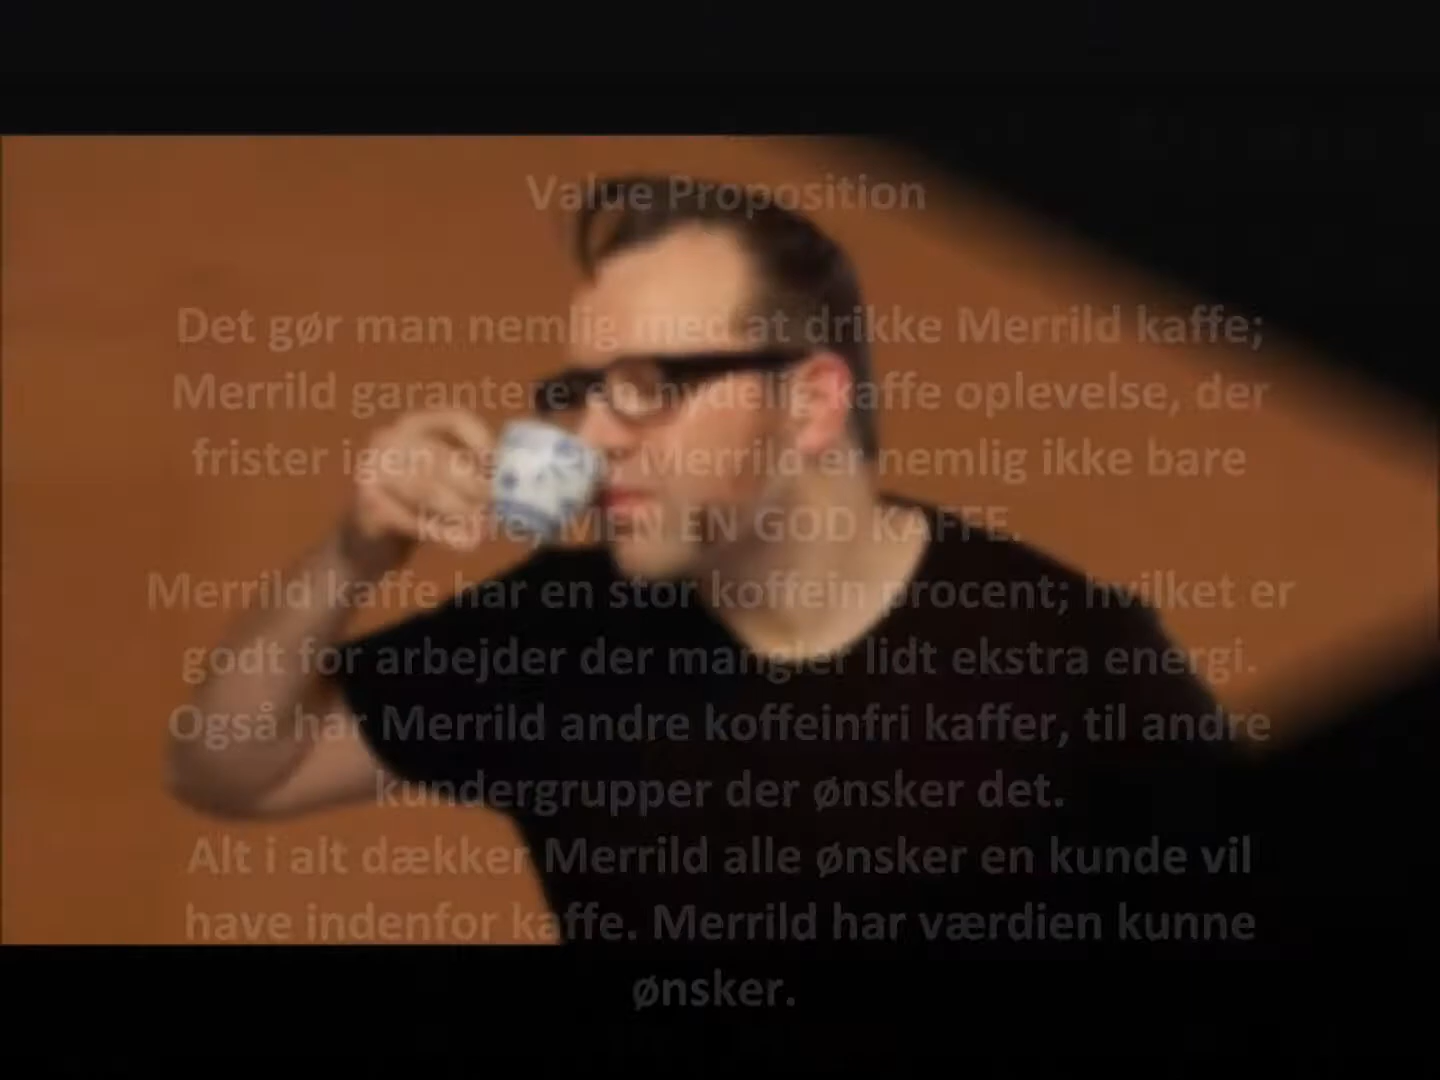 Value Proposition
Det gør man nemlig med at drikke Merrild kaffe;
Merrild garantere en nydelig kaffe oplevelse, der
frister igen og Merrild er nemlig ikke bare
kaffe, MEN EN GOD KAFFE.
Merrild kaffe har en stor koffein procent; hvilket er
godt for arbejder der mangler lidt ekstra energi.
Også har Merrild andre koffeinfri kaffer, til andre
kundergrupper der ønsker det.
Alt i alt dækker Merrild alle ønsker en kunde vil
have indenfor kaffe. Merrild har værdien kunne
ønsker.